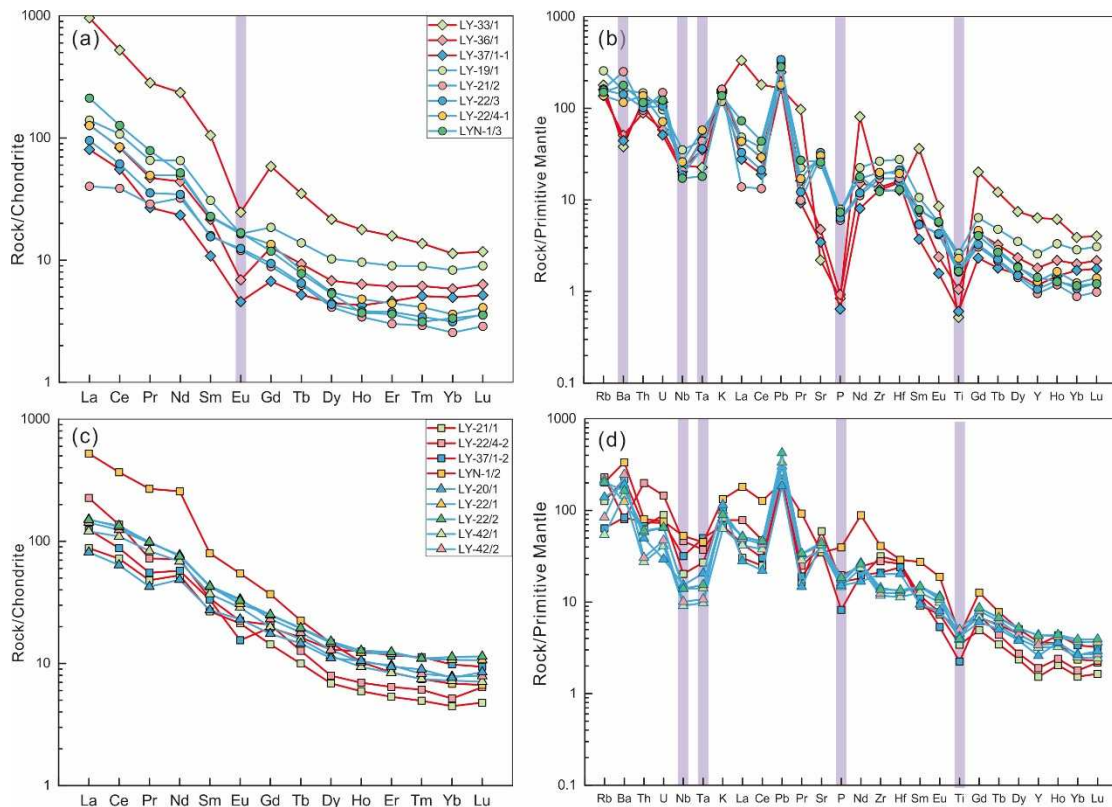 (a)
1000
100
10
1
Rock/Chondrite
LY-33/1
LY-36/1
LY-37/1-1
LY-19/1
LY-21/2
LY-22/3
LY-22/4-1
LYN-1/3
La Ce Pr Nd Sm Eu Gd Tb Dy Ho Er Tm Yb Lu
(b)
1000
100
10
1
0.1
Rock/Primitive Mantle
Rb Ba Th U Nb Ta K La Ce Pb Pr Sr P Nd Zr Hf Sm Eu Ti Gd Tb Dy Y Ho Yb Lu
(c)
1000
100
10
1
Rock/Chondrite
LY-21/1
LY-22/4-2
LY-37/1-2
LYN-1/2
LY-20/1
LY-22/1
LY-22/2
LY-42/1
LY-42/2
La Ce Pr Nd Sm Eu Gd Tb Dy Ho Er Tm Yb Lu
(d)
1000
100
10
1
0.1
Rock/Primitive Mantle
Rb Ba Th U Nb Ta K La Ce Pb Pr Sr P Nd Zr Hf Sm Eu Ti Gd Tb Dy Y Ho Yb Lu